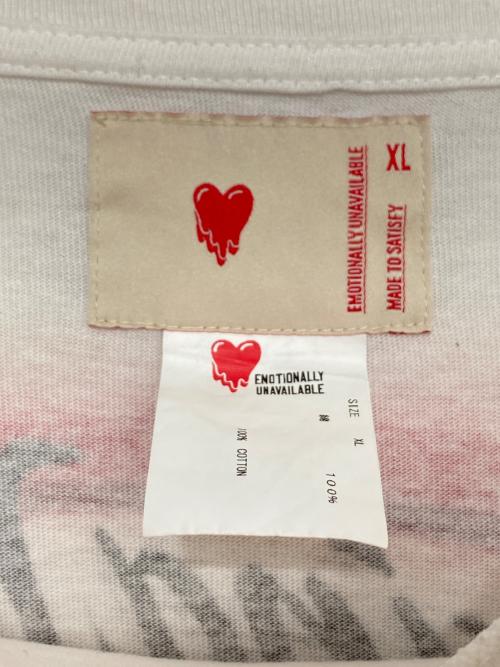 XL
EMOTIONALLY UNAVAILABLE
MADE TO SATISFY
EMOTIONALLY
UNAVAILABLE
SIZE XL
綿 100%
100% COTTON